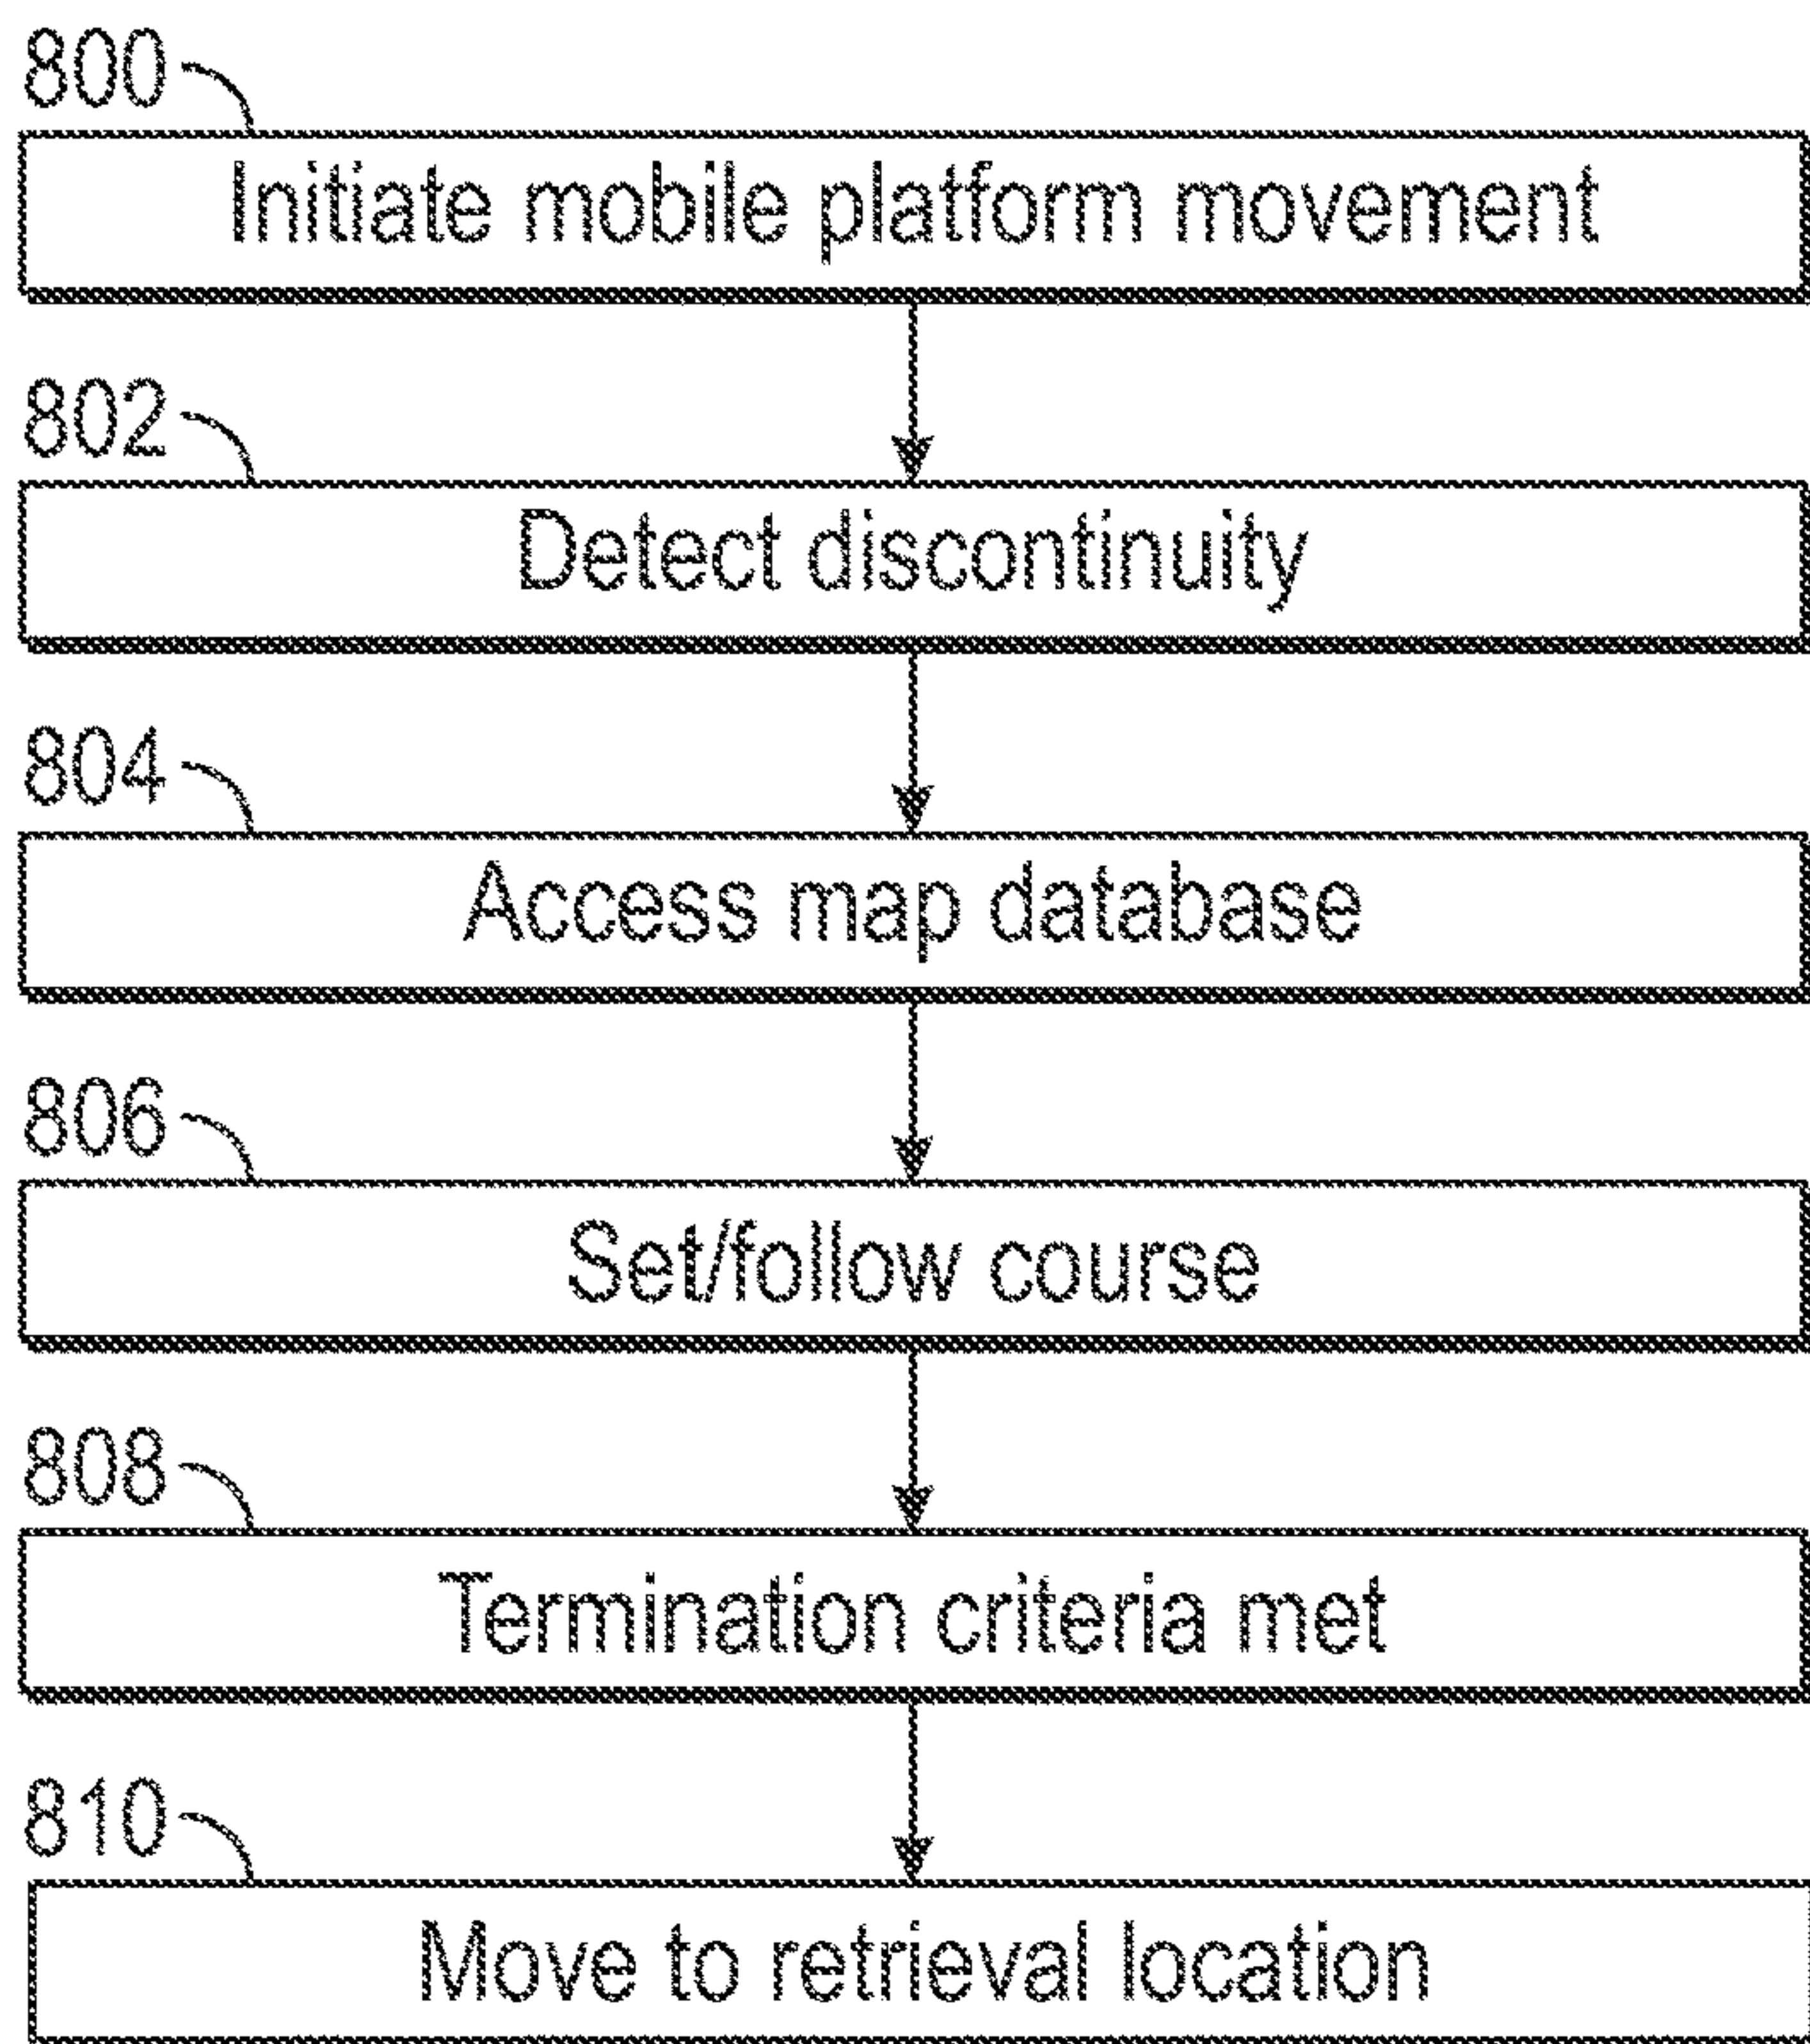 800
Initiate mobile platform movement
802
Detect discontinuity
804
Access map database
806
Set/follow course
808
Termination criteria met
810
Move to retrieval location